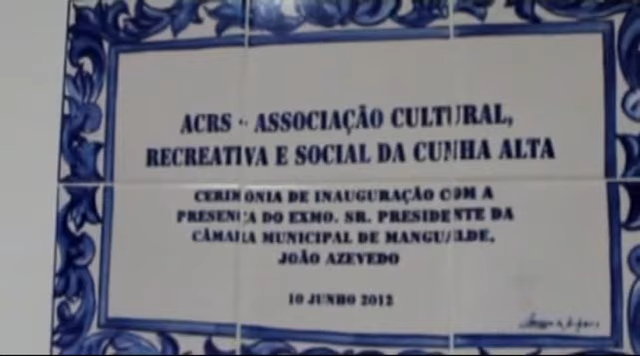 ACRS - ASSOCIAÇÃO CULTURAL,
RECREATIVA E SOCIAL DA CUNHA ALTA
CERIMÓNIA DE INAUGURAÇÃO COM A
PRESENÇA DO EXMO. SR. PRESIDENTE DA
CÂMARA MUNICIPAL DE MANGUALDE,
JOÃO AZEVEDO
10 JUNHO 2012